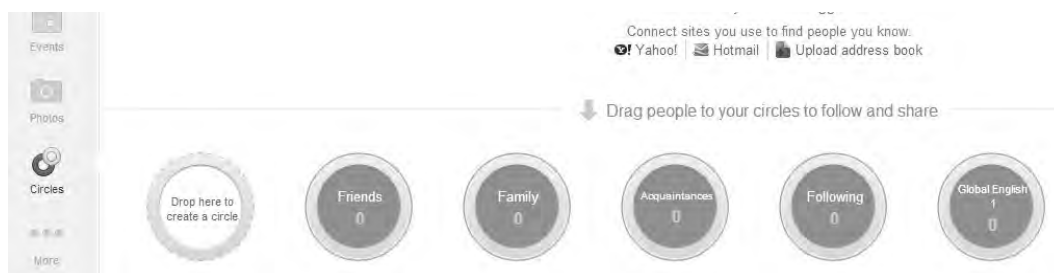 Connect sites you use to find people you know.
Yahoo! Hotmail Upload address book
Events
Photos
Circles
More
Drag people to your circles to follow and share
Drop here to
create a circle
Friends
0
Family
0
Acquaintances
0
Following
0
Global English
1
0